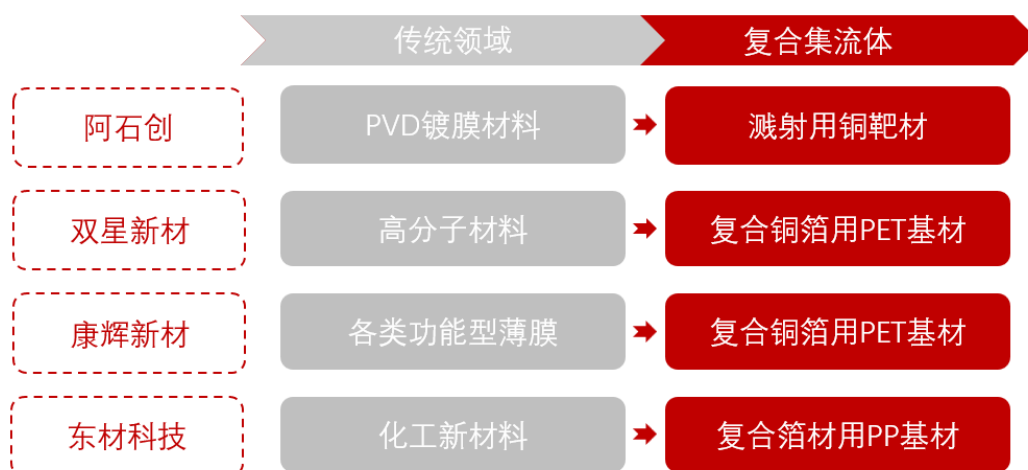 传统领域
复合集流体
阿石创
PVD镀膜材料
溅射用铜靶材
双星新材
高分子材料
复合铜箔用PET基材
康辉新材
各类功能型薄膜
复合铜箔用PET基材
东材科技
化工新材料
复合箔材用PP基材